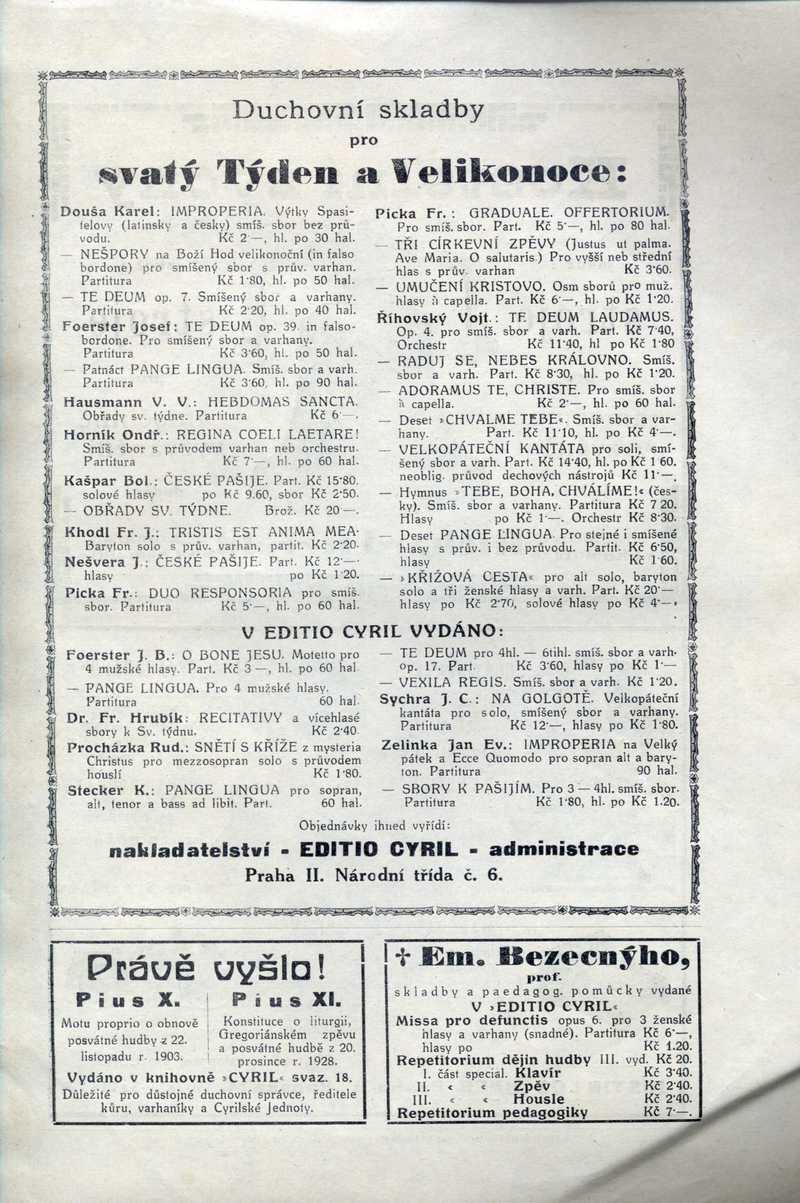 Duchovní skladby
pro
svatý Týden a Velikonoce:
Douša Karel: IMPROPERIA. Výtky Spasi-
telovy (latinsky a česky) smíš. sbor bez prů-
vodu. Kč 2·—, hl. po 30 hal.
— NEŠPORY na Boží Hod velikonoční (in falso
bordone) pro smíšený sbor s prův. varhan.
Partitura Kč 1·80, hl. po 50 hal.
— TE DEUM op. 7. Smíšený sbor a varhany.
Partitura Kč 2·20, hl. po 40 hal.
Foerster Josef: TE DEUM op. 39. in falso-
bordone. Pro smíšený sbor a varhany.
Partitura Kč 3·60, hl. po 50 hal.
— Patnáct PANGE LINGUA. Smíš. sbor a varh.
Partitura Kč 3·60, hl. po 90 hal.
Hausmann V. V.: HEBDOMAS SANCTA.
Obřady sv. týdne. Partitura Kč 6·—.
Horník Ondř.: REGINA COELI LAETARE!
Smíš. sbor s průvodem varhan neb orchestru.
Partitura Kč 7·—, hl. po 60 hal.
Kašpar Bol.: ČESKÉ PAŠIJE. Part. Kč 15·80.
solové hlasy po Kč 9.60, sbor Kč 2·50.
— OBŘADY SV. TÝDNE. Brož. Kč 20·—.
Khodl Fr. J.: TRISTIS EST ANIMA MEA·
Baryton solo s prův. varhan, partit. Kč 2·20.
Nešvera J.: ČESKÉ PAŠIJE. Part. Kč 12·—·
hlasy po Kč 1·20.
Picka Fr.: DUO RESPONSORIA pro smíš.
sbor. Partitura Kč 5·—, hl. po 60 hal.
Picka Fr.: GRADUALE. OFFERTORIUM.
Pro smíš. sbor. Part. Kč 5·—, hl. po 80 hal.
— TŘI CÍRKEVNÍ ZPĚVY (Justus ut palma.
Ave Maria. O salutaris.) Pro vyšší neb střední
hlas s prův. varhan Kč 3·60.
— UMUČENÍ KRISTOVO. Osm sborů pro muž.
hlasy à capella. Part. Kč 6·—, hl. po Kč 1·20.
Říhovský Vojt.: TE DEUM LAUDAMUS.
Op. 4. pro smíš. sbor a varh. Part. Kč 7·40,
Orchestr Kč 11·40, hl po Kč 1·80
— RADUJ SE, NEBES KRÁLOVNO. Smíš.
sbor a varh. Part. Kč 8·30, hl. po Kč 1·20.
— ADORAMUS TE, CHRISTE. Pro smíš. sbor
à capella. Kč 2·—, hl. po 60 hal.
— Deset »CHVALME TEBE«. Smíš. sbor a var-
hany. Part. Kč 11·10, hl. po Kč 4·—.
— VELKOPÁTEČNÍ KANTÁTA pro soli, smí-
šený sbor a varh. Part. Kč 14·40, hl. po Kč 1 60.
neoblig. průvod dechových nástrojů Kč 11·—.
— Hymnus »TEBE, BOHA, CHVÁLÍME!« (čes-
ky). Smíš. sbor a varhany. Partitura Kč 7 20.
Hlasy po Kč 1·—. Orchestr Kč 8·30.
— Deset PANGE LINGUA. Pro stejné i smíšené
hlasy s prův. i bez průvodu. Partit. Kč 6·50,
hlasy Kč 1·60.
— »KŘÍŽOVÁ CESTA« pro alt solo, baryton
solo a tři ženské hlasy a varh. Part. Kč 20·—
hlasy po Kč 2·70, solové hlasy po Kč 4·—.
V EDITIO CYRIL VYDÁNO:
Foerster J. B.: O BONE JESU. Motetto pro
4 mužské hlasy. Part. Kč 3·—, hl. po 60 hal
— PANGE LINGUA. Pro 4 mužské hlasy.
Partitura 60 hal.
Dr. Fr. Hrubík: RECITATIVY a vícehlasé
sbory k Sv. týdnu. Kč 2·40.
Procházka Rud.: SNĚTÍ S KŘÍŽE z mysteria
Christus pro mezzosopran solo s průvodem
houslí Kč 1·80.
Stecker K.: PANGE LINGUA pro sopran,
alt, tenor a bass ad libit. Part. 60 hal.
— TE DEUM pro 4hl. — 6tihl. smíš. sbor a varh·
op. 17. Part. Kč 3·60, hlasy po Kč 1·—
— VEXILA REGIS. Smíš. sbor a varh. Kč 1·20.
Sychra J. C.: NA GOLGOTĚ. Velkopáteční
kantáta pro solo, smíšený sbor a varhany.
Partitura Kč 12·—, hlasy po Kč 1·80.
Zelinka Jan Ev.: IMPROPERIA na Velký
pátek a Ecce Quomodo pro sopran alt a bary-
ton. Partitura 90 hal.
— SBORY K PAŠIJÍM. Pro 3—4hl. smíš. sbor.
Partitura Kč 1·80, hl. po Kč 1.20.
Objednávky ihned vyřídí:
nakladatelství - EDITIO CYRIL - administrace
Praha II. Národní třída č. 6.
Právě vyšlo!
Pius X.
Motu proprio o obnově
posvátné hudby z 22.
listopadu r. 1903.
Pius XI.
Konstituce o liturgii,
Gregoriánském zpěvu
a posvátné hudbě z 20.
prosince r. 1928.
Vydáno v knihovně »CYRIL« svaz. 18.
Důležité pro důstojné duchovní správce, ředitele
kůru, varhaníky a Cyrilské Jednoty.
† Em. Bezecnýho,
prof.
skladby a paedagog. pomůcky vydané
V »EDITIO CYRIL«
Missa pro defunctis opus 6. pro 3 ženské
hlasy a varhany (snadné). Partitura Kč 6·—,
hlasy po Kč 1.20.
Repetitorium dějin hudby III. vyd. Kč 20.
I. část special. Klavír Kč 3·40.
II. « « Zpěv Kč 2·40.
III. « « Housle Kč 2·40.
Repetitorium pedagogiky Kč 7·—.